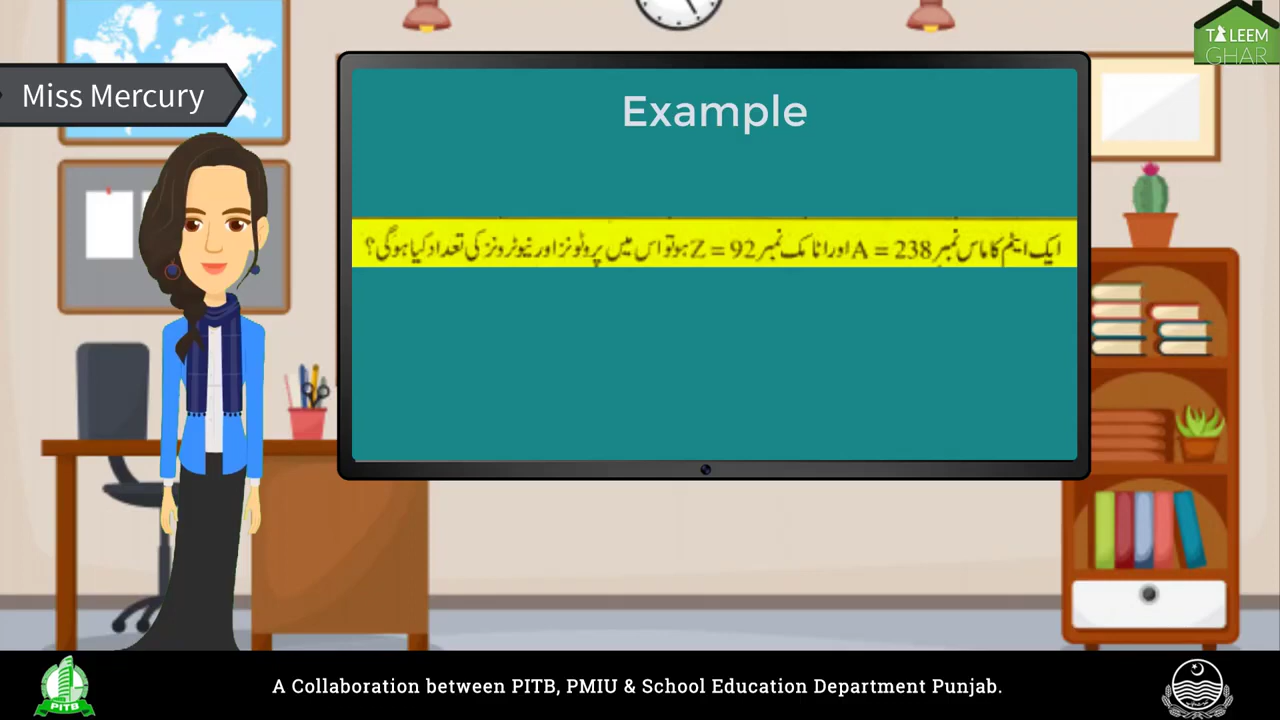 TALEEM
GHAR
Miss Mercury
Example
ایک ایٹم کا ماس نمبر A = 238 اور اٹامک نمبر Z = 92 ہو تو اس میں پروٹونز اور نیوٹرونز کی تعداد کیا ہوگی؟
A Collaboration between PITB, PMIU & School Education Department Punjab.
PITB